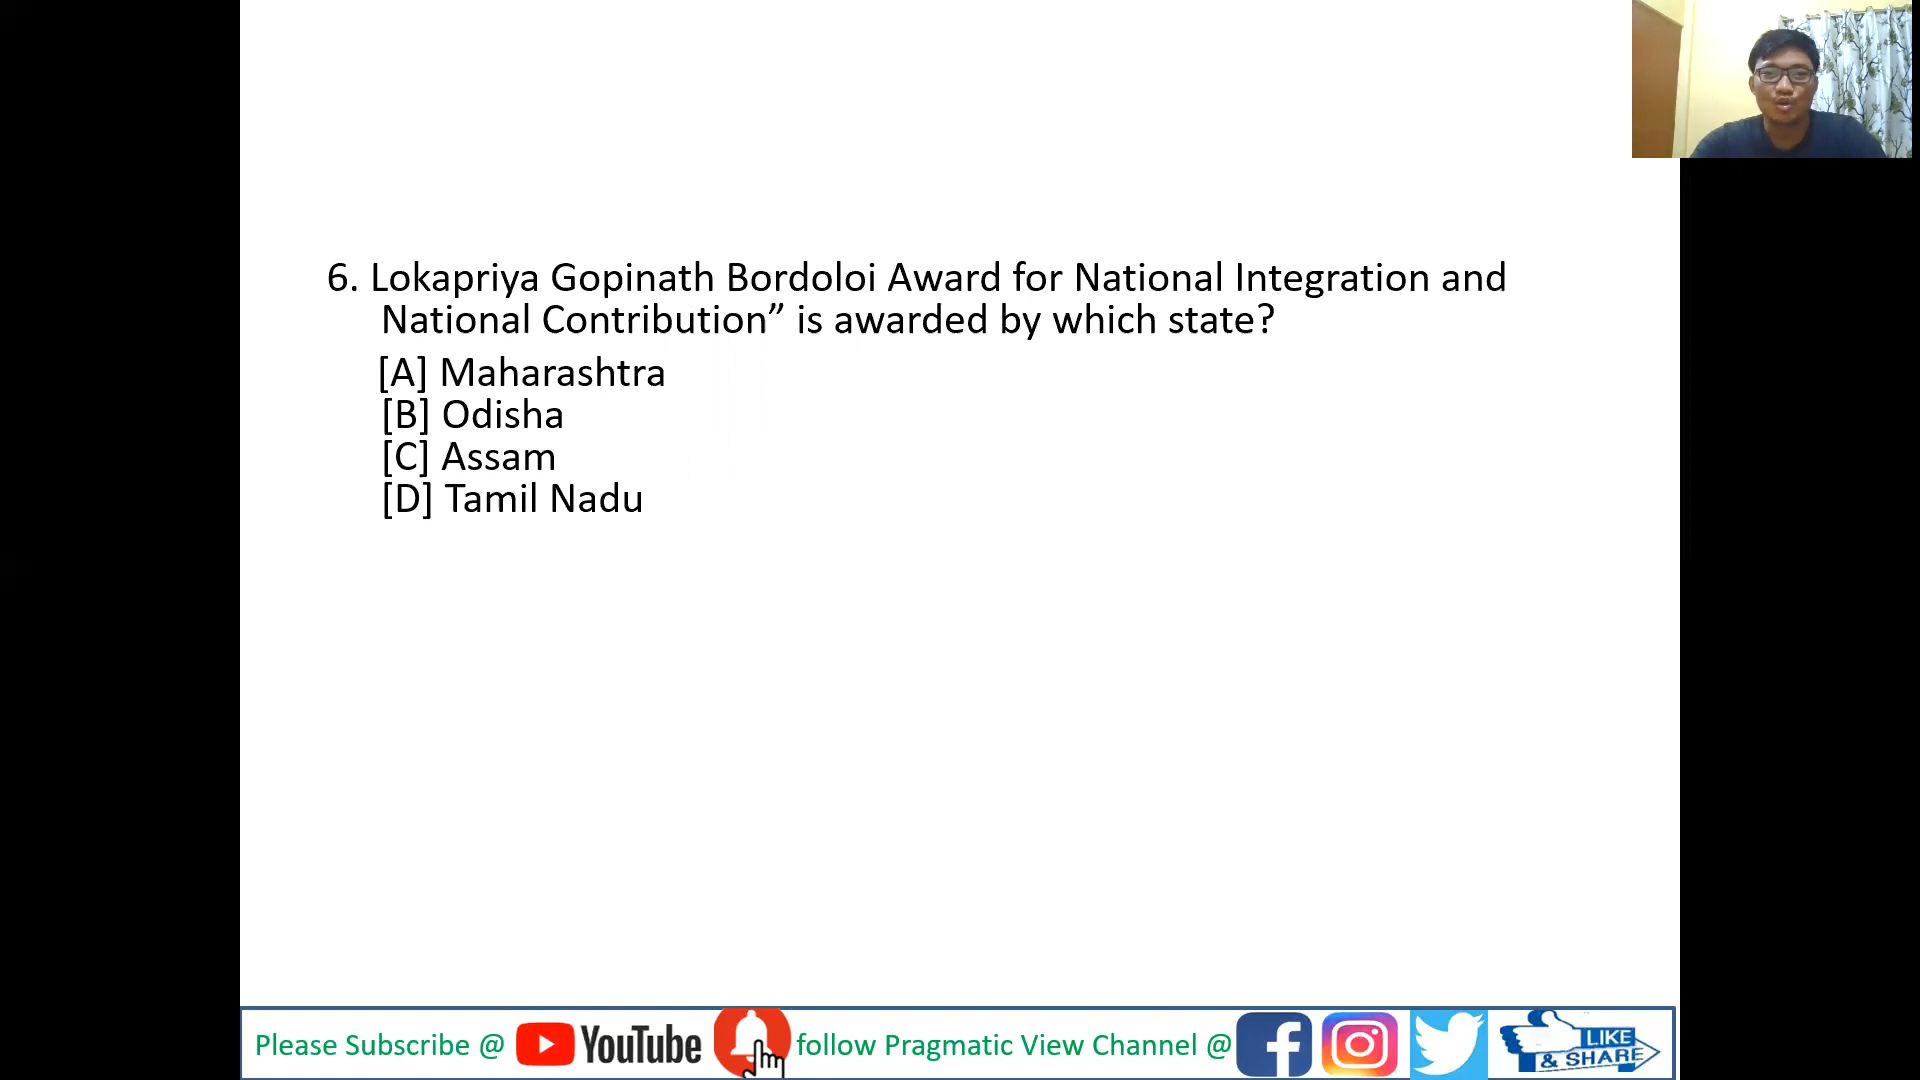 6. Lokapriya Gopinath Bordoloi Award for National Integration and
National Contribution” is awarded by which state?
[A] Maharashtra
[B] Odisha
[C] Assam
[D] Tamil Nadu
Please Subscribe @ YouTube follow Pragmatic View Channel @ LIKE
& SHARE